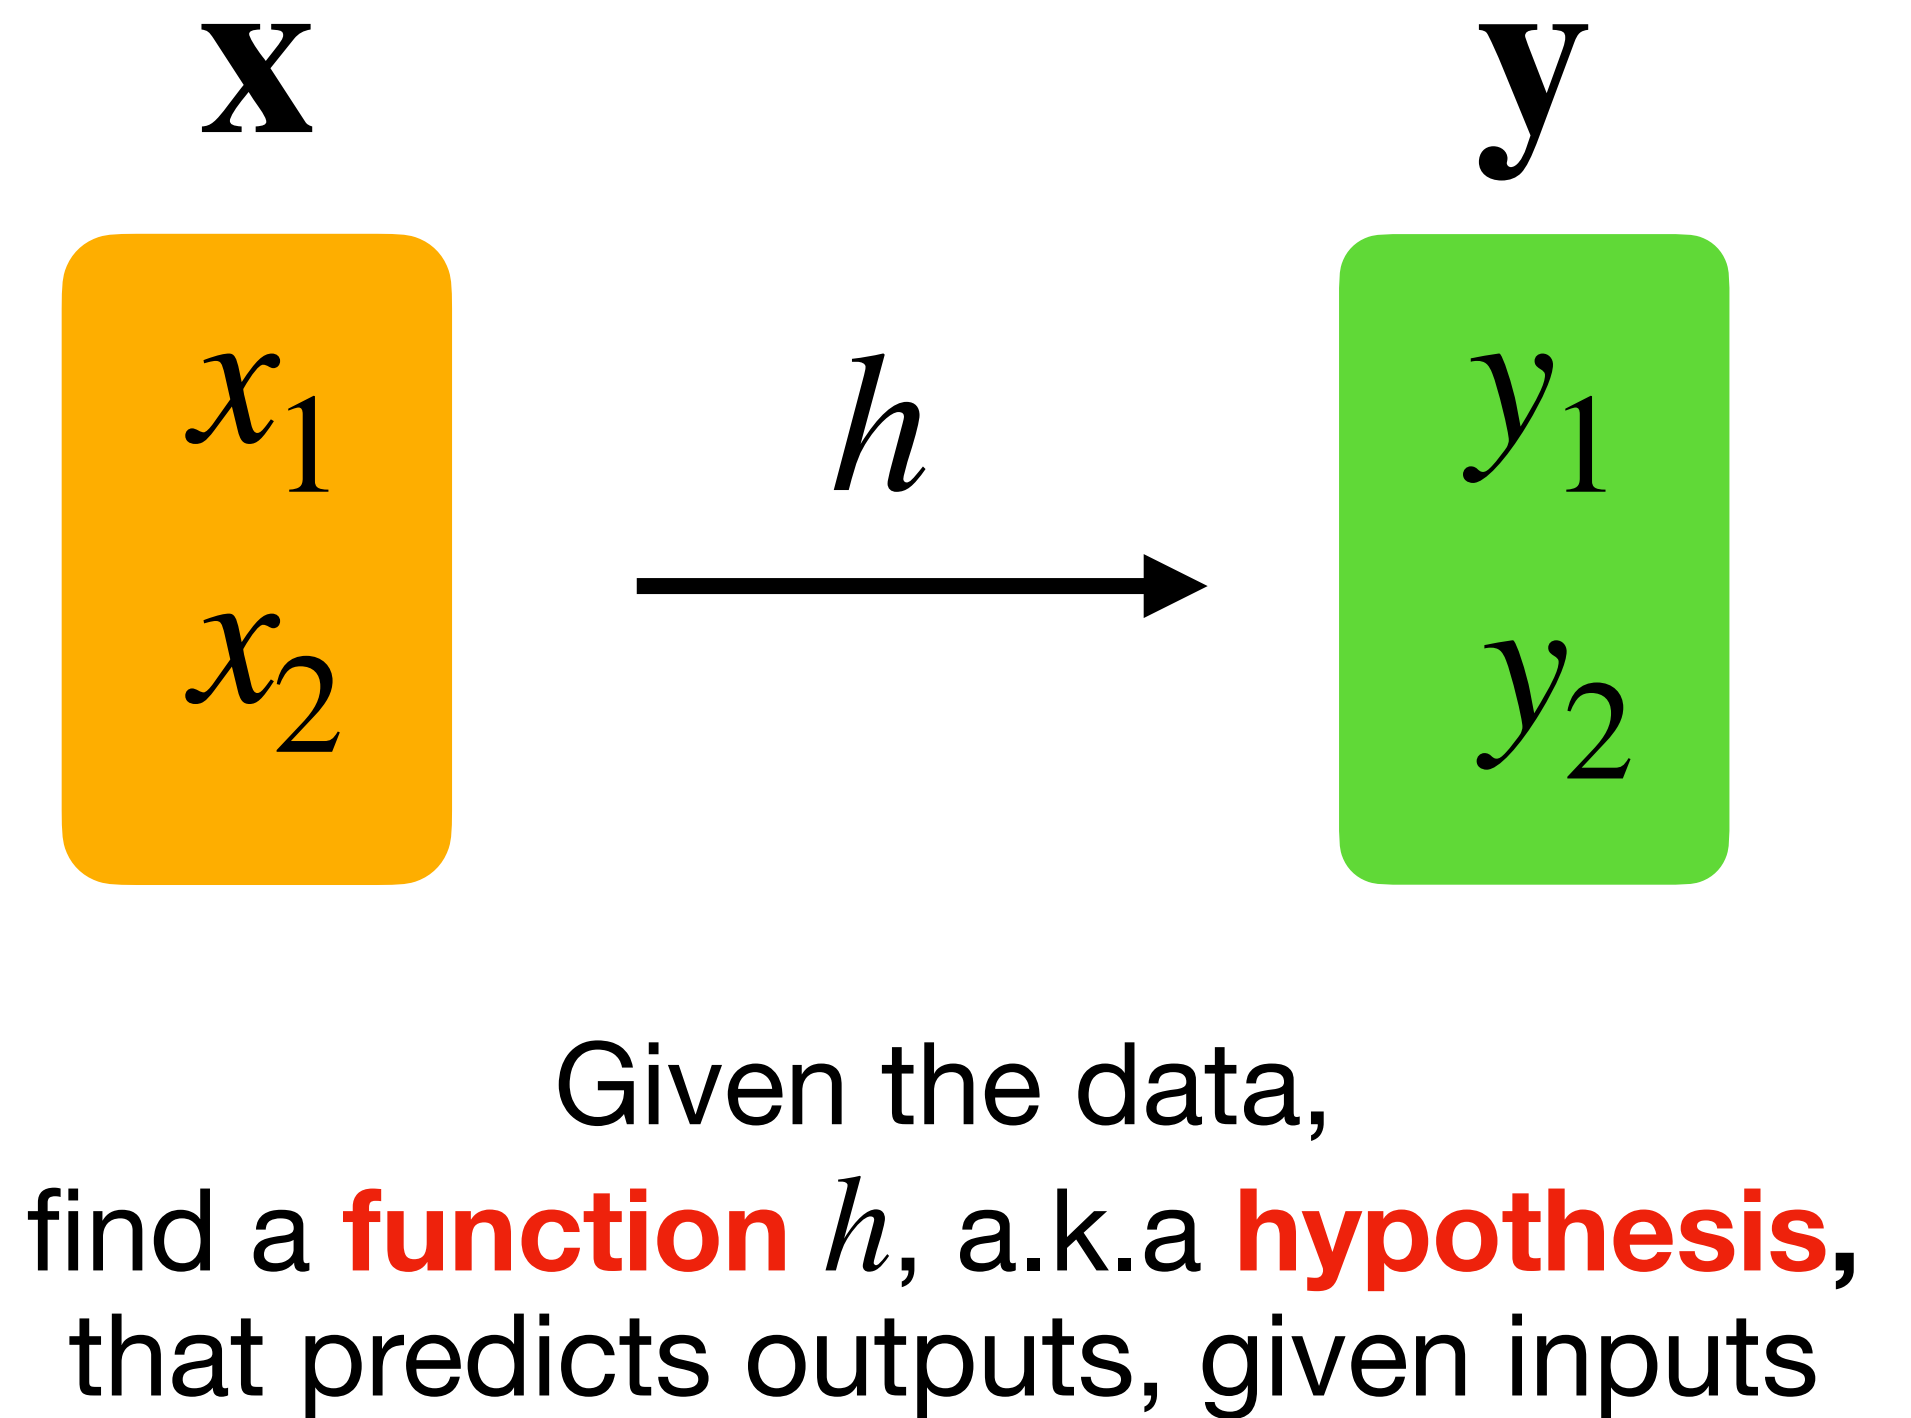 x y
x₁ h y₁
x₂ y₂
Given the data,
find a function h, a.k.a hypothesis,
that predicts outputs, given inputs